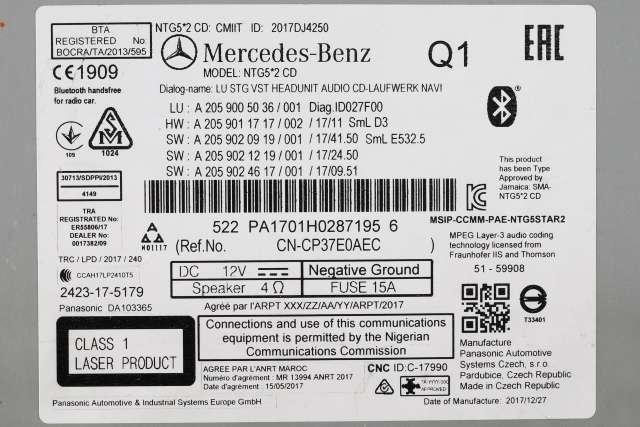 BTA
REGISTERED No.
BOCRA/TA/2013/595
NTG5*2 CD: CMIIT ID: 2017DJ4250
Mercedes-Benz
Q1
EAC
MODEL: NTG5*2 CD
CE1909
Bluetooth handsfree
for radio car.
Dialog-name: LU STG VST HEADUNIT AUDIO CD-LAUFWERK NAVI
LU : A 205 900 50 36 / 001 Diag.ID027F00
HW : A 205 901 17 17 / 002 / 17/11 SmL D3
SW : A 205 902 09 19 / 001 / 17/41.50 SmL E532.5
SW : A 205 902 12 19 / 001 / 17/24.50
SW : A 205 902 46 17 / 001 / 17/09.51
109
1024
30713/SDPPI/2013
4149
This product
has been Type
Approved by
Jamaica: SMA-
NTG5*2 CD
TRA
REGISTRATED No:
ER55806/17
DEALER No:
0017382/09
N01117
522 PA1701H0287195 6
(Ref.No. CN-CP37E0AEC )
MSIP-CCMM-PAE-NTG5STAR2
MPEG Layer-3 audio coding
technology licensed from
Fraunhofer IIS and Thomson
51 - 59908
TRC / LPD / 2017 / 240
CCAH17LP2410T5
2423-17-5179
Panasonic DA103365
DC 12V Negative Ground
Speaker 4 Ω FUSE 15A
Agréé par l'ARPT XXX/ZZ/AA/YY/ARPT/2017
Connections and use of this communications
equipment is permitted by the Nigerian
Communications Commission
T33401
CLASS 1
LASER PRODUCT
Manufacture
Panasonic Automotive
Systems Czech, s.r.o.
Pardubice, Czech Republic
Made in Czech Republic
AGREE PAR L'ANRT MAROC
Numéro d'agrément : MR 13994 ANRT 2017
Date d'agrément : 15/05/2017
CNC ID:C-17990
APPROVED
Panasonic Automotive & Industrial Systems Europe GmbH
Date of Manufacture: 2017/12/27